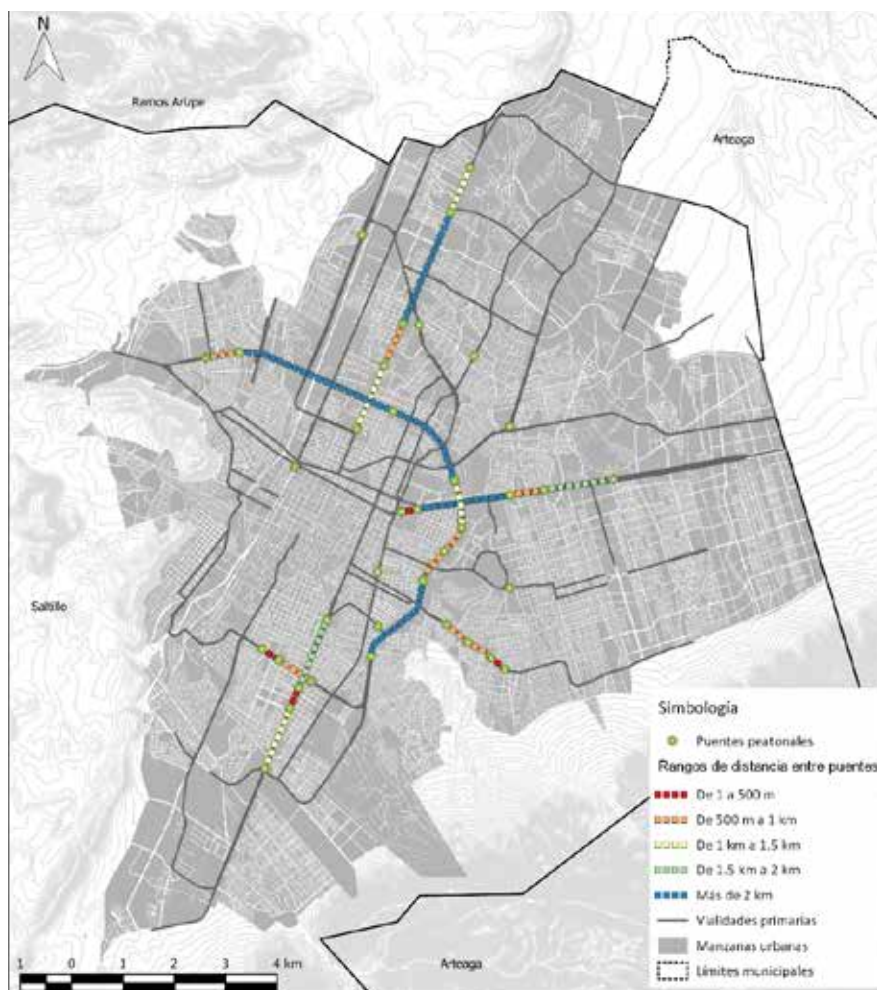 N
Ramos Arizpe
Arteaga
Saltillo
Simbología
Puentes peatonales
Rangos de distancia entre puentes
De 1 a 500 m
De 500 m a 1 km
De 1 km a 1.5 km
De 1.5 km a 2 km
Más de 2 km
Vialidades primarias
Manzanas urbanas
Límites municipales
1 0 1 2 3 4 km
Arteaga